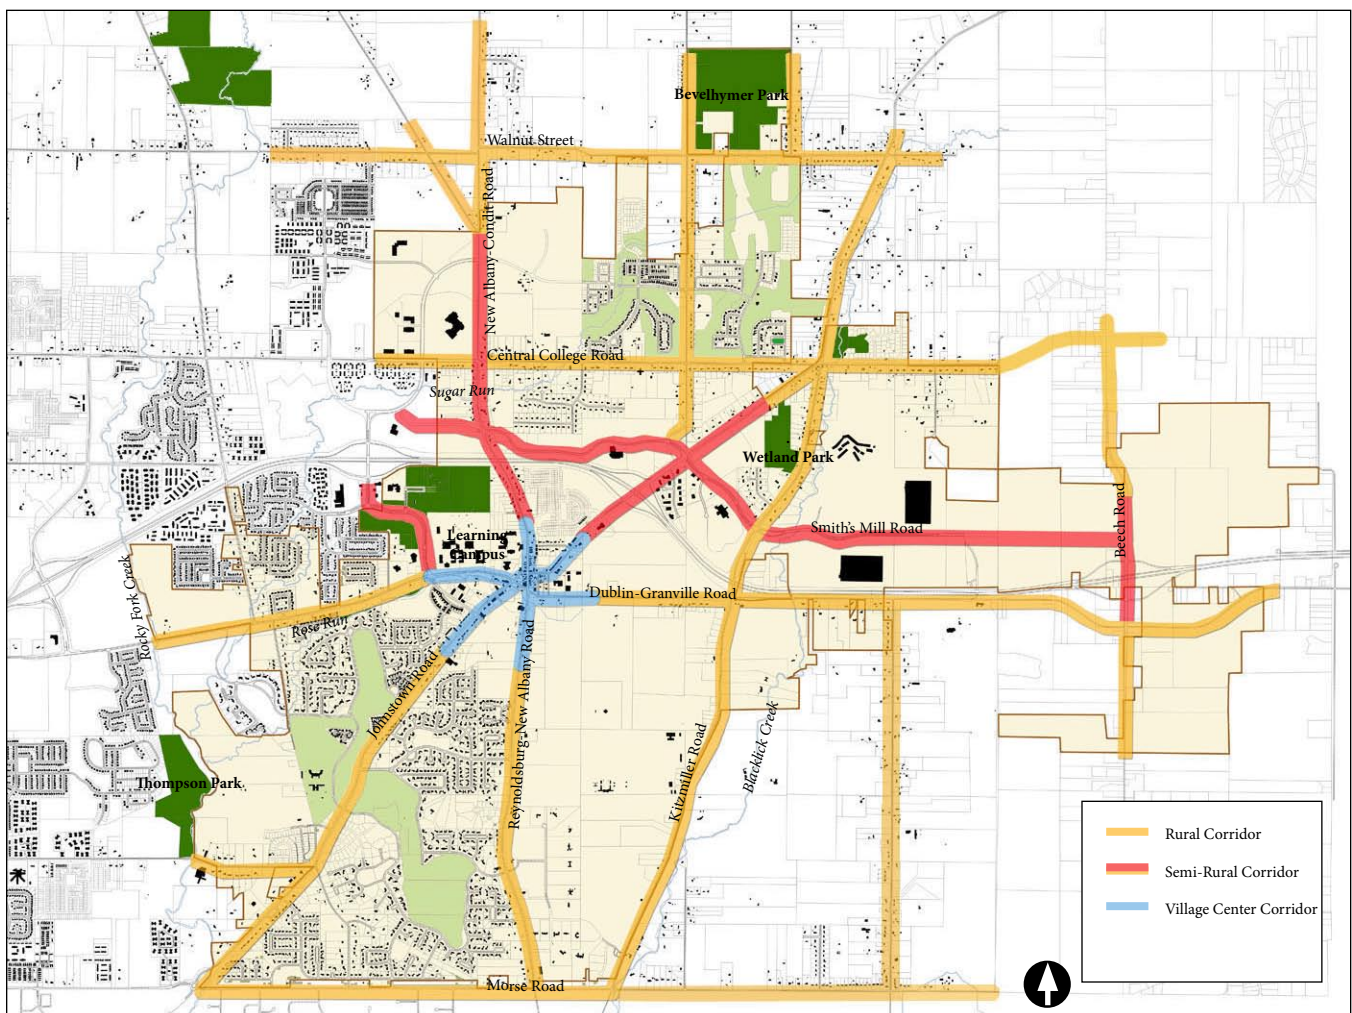 Bevelhymer Park
Walnut Street
New Albany-Condit Road
Central College Road
Sugar Run
Wetland Park
Beech Road
Smith's Mill Road
Learning
Campus
Dublin-Granville Road
Rocky Fork Creek
Rose Run
Johnstown Road
Reynoldsburg-New Albany Road
Kitzmiller Road
Blacklick Creek
Thompson Park
Rural Corridor
Semi-Rural Corridor
Village Center Corridor
Morse Road